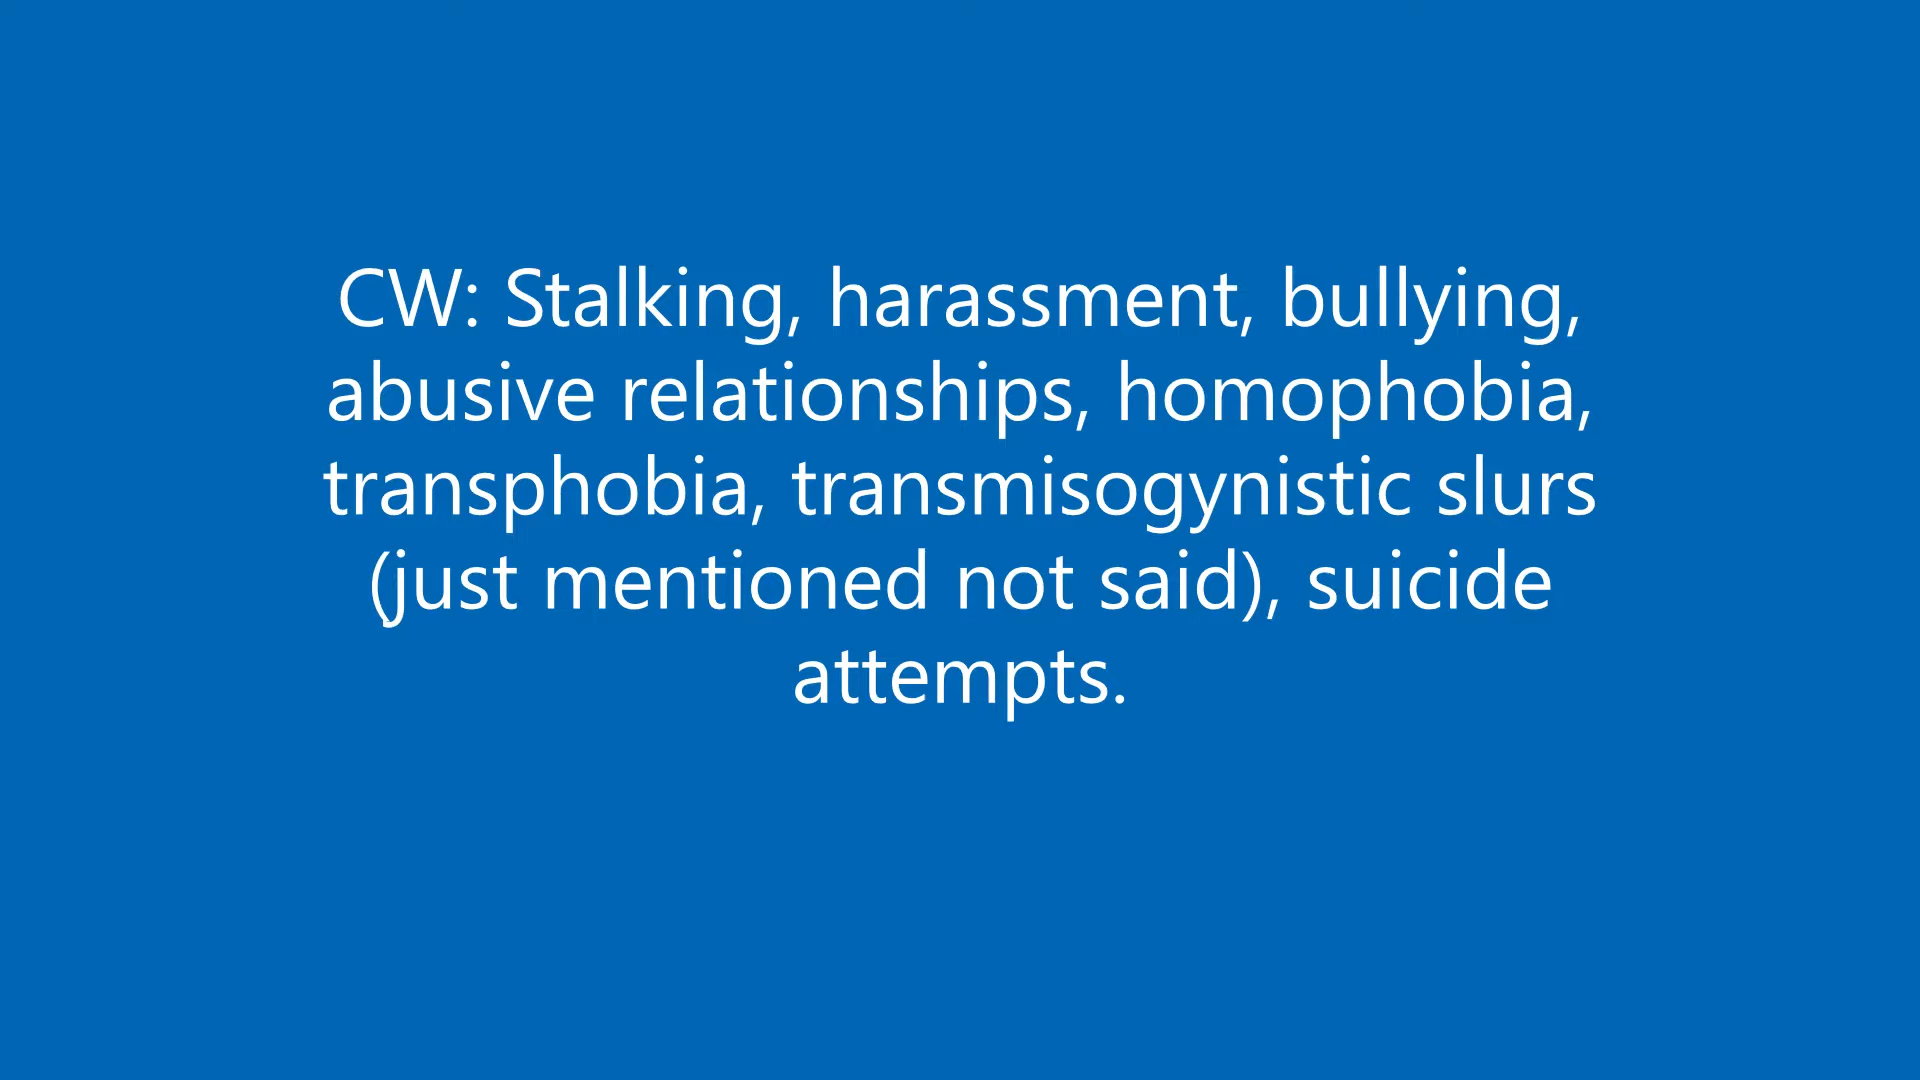 CW: Stalking, harassment, bullying,
abusive relationships, homophobia,
transphobia, transmisogynistic slurs
(just mentioned not said), suicide
attempts.